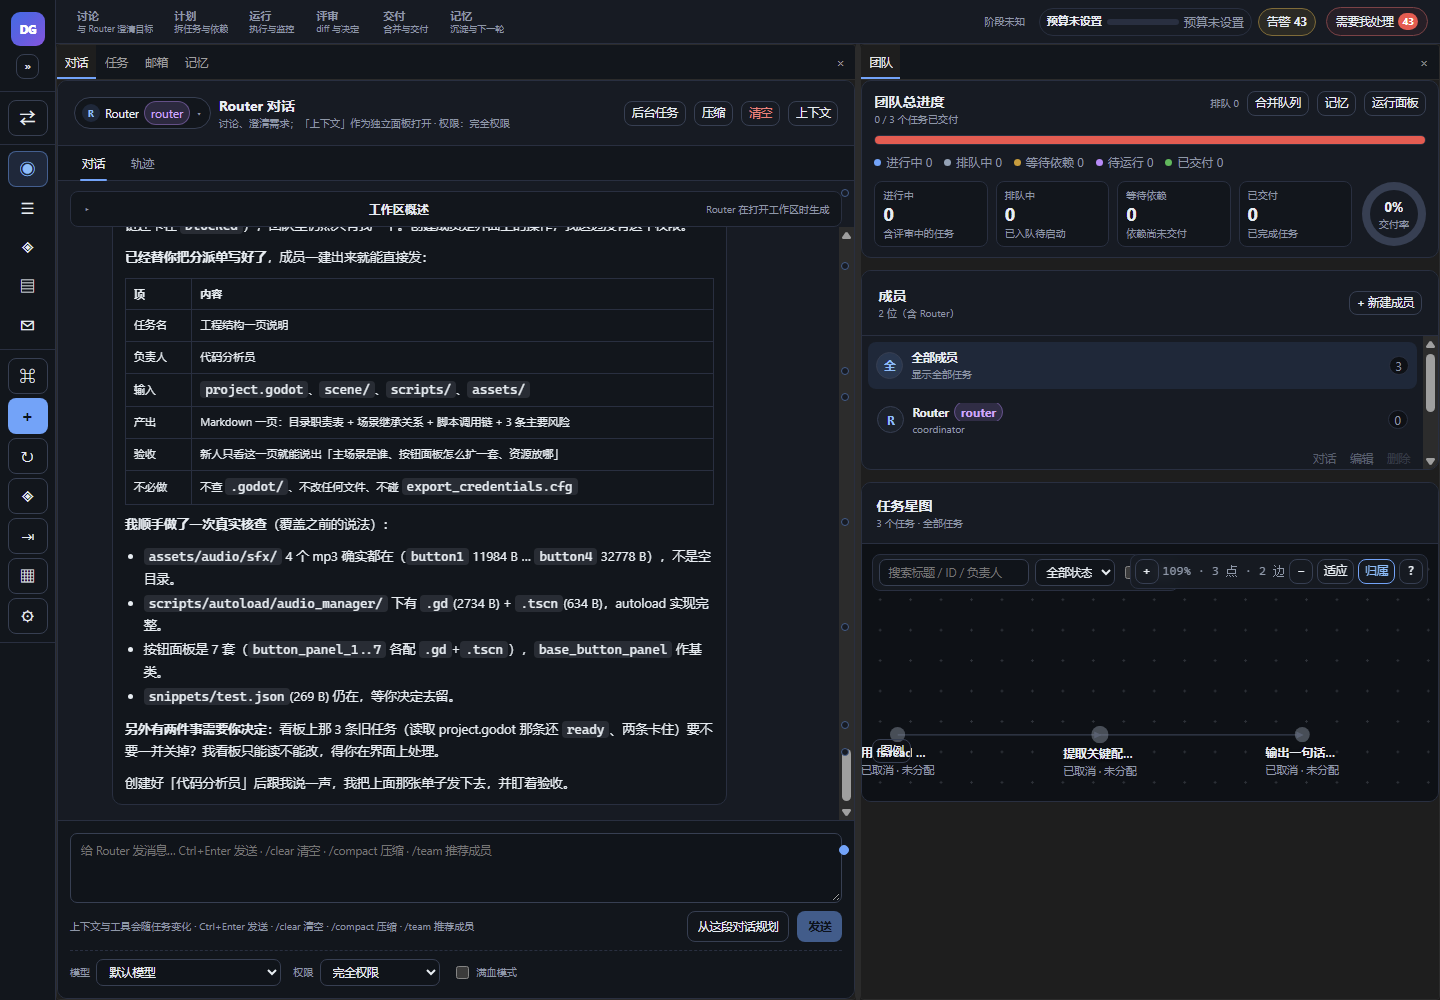 DG
讨论
与 Router 澄清目标
计划
拆任务与依赖
运行
执行与监控
评审
diff 与决定
交付
合并与交付
记忆
沉淀与下一轮
阶段未知
预算未设置
预算未设置
告警 43
需要我处理 43
对话
任务
邮箱
记忆
×
R Router router
Router 对话
讨论、澄清需求；「上下文」作为独立面板打开 · 权限：完全权限
后台任务
压缩
清空
上下文
对话
轨迹
工作区概述
Router 在打开工作区时生成
已经替你把分派单写好了，成员一建出来就能直接发：
项 内容
任务名 工程结构一页说明
负责人 代码分析员
输入 project.godot、scene/、scripts/、assets/
产出 Markdown 一页：目录职责表 + 场景继承关系 + 脚本调用链 + 3 条主要风险
验收 新人只看这一页就能说出「主场景是谁、按钮面板怎么扩一套、资源放哪」
不必做 不查 .godot/、不改任何文件、不碰 export_credentials.cfg
我顺手做了一次真实核查（覆盖之前的说法）：
• assets/audio/sfx/ 4 个 mp3 确实都在（button1 11984 B … button4 32778 B），不是空
目录。
• scripts/autoload/audio_manager/ 下有 .gd(2734 B) + .tscn(634 B)，autoload 实现完
整。
• 按钮面板是 7 套（button_panel_1..7 各配 .gd+.tscn），base_button_panel 作基
类。
• snippets/test.json(269 B) 仍在，等你决定去留。
另外有两件事需要你决定：看板上那 3 条旧任务（读取 project.godot 那条还 ready、两条卡住）要不
要一并关掉？我看板只能读不能改，得你在界面上处理。
创建好「代码分析员」后跟我说一声，我把上面那张单子发下去，并盯着验收。
给 Router 发消息… Ctrl+Enter 发送 · /clear 清空 · /compact 压缩 · /team 推荐成员
上下文与工具会随任务变化 · Ctrl+Enter 发送 · /clear 清空 · /compact 压缩 · /team 推荐成员
从这段对话规划
发送
模型 默认模型
权限 完全权限
满血模式
团队
×
团队总进度
0 / 3 个任务已交付
排队 0
合并队列
记忆
运行面板
进行中 0
排队中 0
等待依赖 0
待运行 0
已交付 0
进行中
0
含评审中的任务
排队中
0
已入队待启动
等待依赖
0
依赖尚未交付
已交付
0
已完成任务
0%
交付率
成员
2 位（含 Router）
+ 新建成员
全 全部成员
显示全部任务
3
R Router router
coordinator
0
对话 编辑 删除
任务星图
3 个任务 · 全部任务
搜索标题 / ID / 负责人
全部状态
+ 109% · 3 点 · 2 边 −
适应
归属
?
图例
已取消 · 未分配
提取关键配…
已取消 · 未分配
输出一句话…
已取消 · 未分配